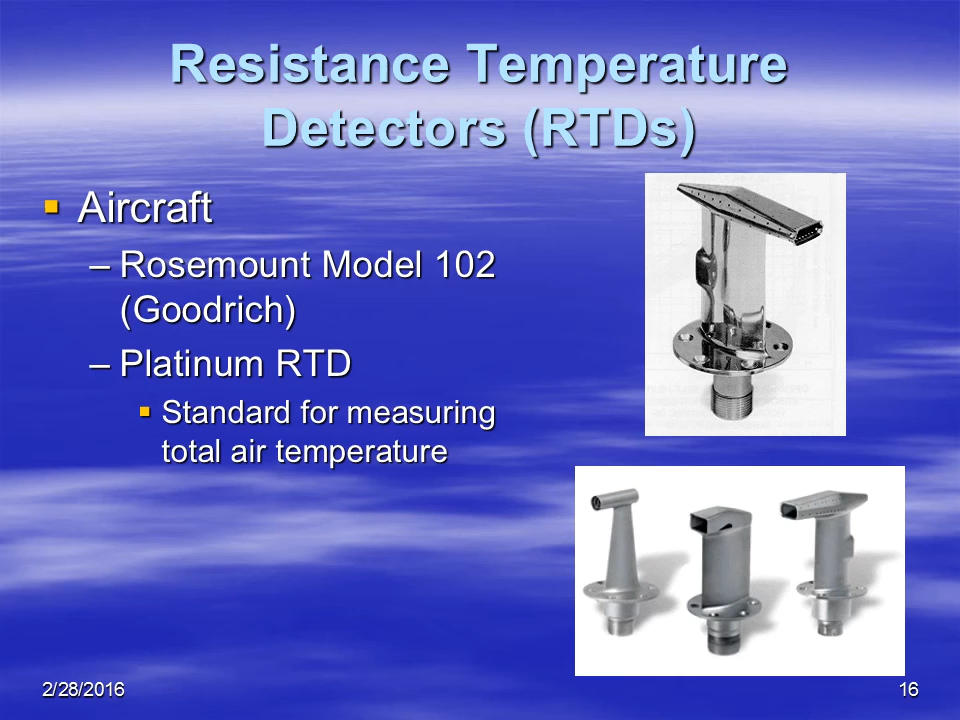 Resistance Temperature
Detectors (RTDs)
▪ Aircraft
– Rosemount Model 102
(Goodrich)
– Platinum RTD
▪ Standard for measuring
total air temperature
2/28/2016
16